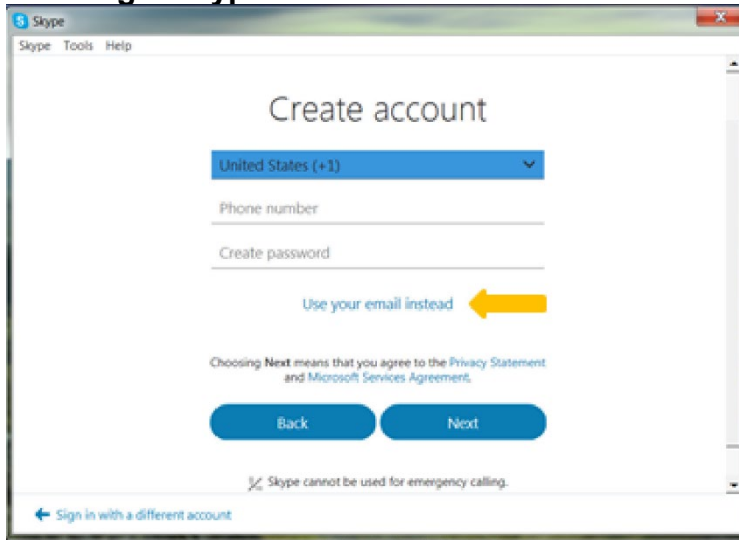 Skype
Skype Tools Help
Create account
United States (+1)
Phone number
Create password
Use your email instead
Choosing Next means that you agree to the Privacy Statement
and Microsoft Services Agreement.
Back Next
Skype cannot be used for emergency calling.
Sign in with a different account